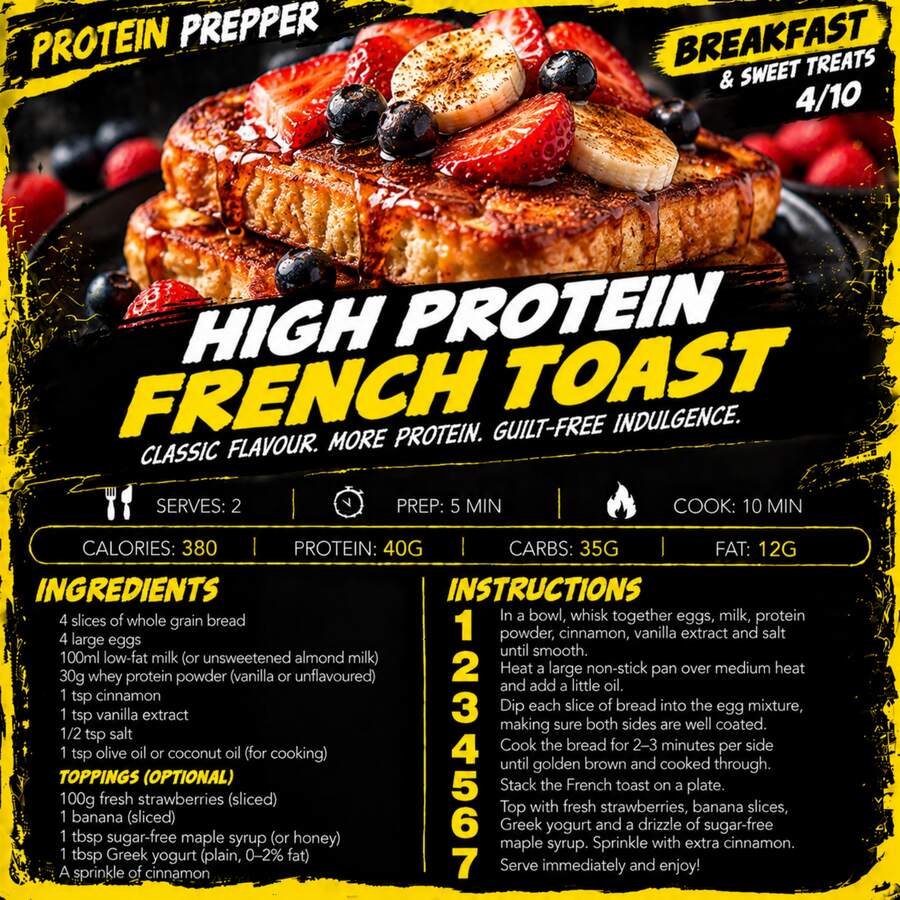 PROTEIN PREPPER
BREAKFAST
& SWEET TREATS
4/10
HIGH PROTEIN
FRENCH TOAST
CLASSIC FLAVOUR. MORE PROTEIN. GUILT-FREE INDULGENCE.
SERVES: 2
PREP: 5 MIN
COOK: 10 MIN
CALORIES: 380
PROTEIN: 40G
CARBS: 35G
FAT: 12G
INGREDIENTS
4 slices of whole grain bread
4 large eggs
100ml low-fat milk (or unsweetened almond milk)
30g whey protein powder (vanilla or unflavoured)
1 tsp cinnamon
1 tsp vanilla extract
1/2 tsp salt
1 tsp olive oil or coconut oil (for cooking)
TOPPINGS (OPTIONAL)
100g fresh strawberries (sliced)
1 banana (sliced)
1 tbsp sugar-free maple syrup (or honey)
1 tbsp Greek yogurt (plain, 0–2% fat)
A sprinkle of cinnamon
INSTRUCTIONS
1 In a bowl, whisk together eggs, milk, protein
powder, cinnamon, vanilla extract and salt
until smooth.
2 Heat a large non-stick pan over medium heat
and add a little oil.
3 Dip each slice of bread into the egg mixture,
making sure both sides are well coated.
4 Cook the bread for 2–3 minutes per side
until golden brown and cooked through.
5 Stack the French toast on a plate.
6 Top with fresh strawberries, banana slices,
Greek yogurt and a drizzle of sugar-free
maple syrup. Sprinkle with extra cinnamon.
7 Serve immediately and enjoy!